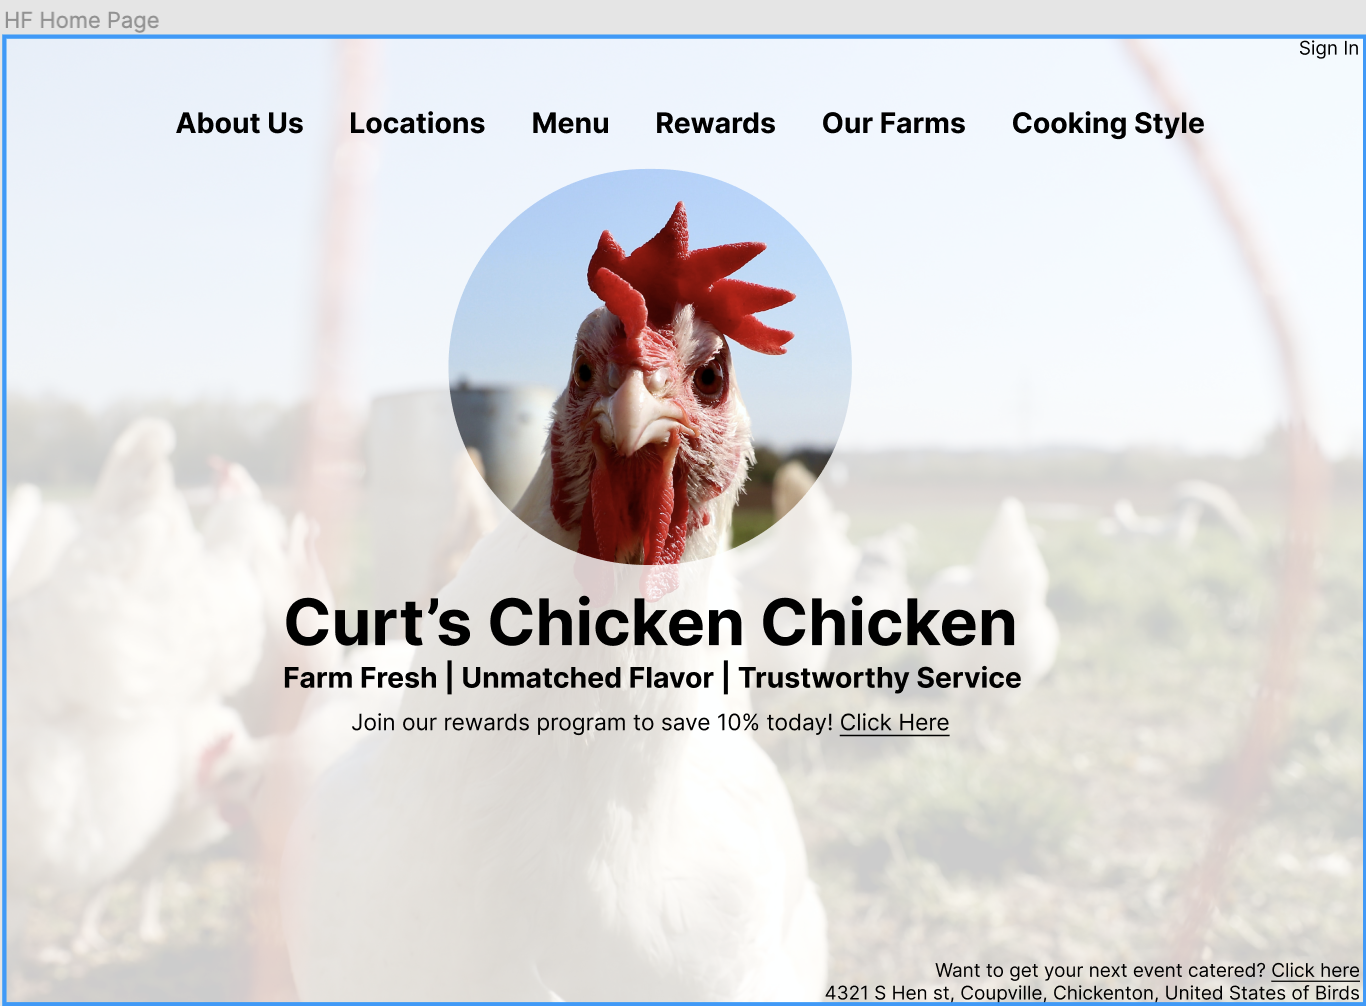 HF Home Page
Sign In
About Us Locations Menu Rewards Our Farms Cooking Style
Curt’s Chicken Chicken
Farm Fresh | Unmatched Flavor | Trustworthy Service
Join our rewards program to save 10% today! Click Here
Want to get your next event catered? Click here
4321 S Hen st, Coupville, Chickenton, United States of Birds